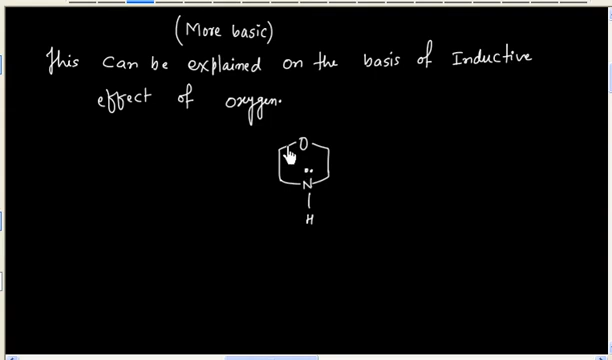 (More basic)
This can be explained on the basis of Inductive
effect of oxygen.
O
N
H